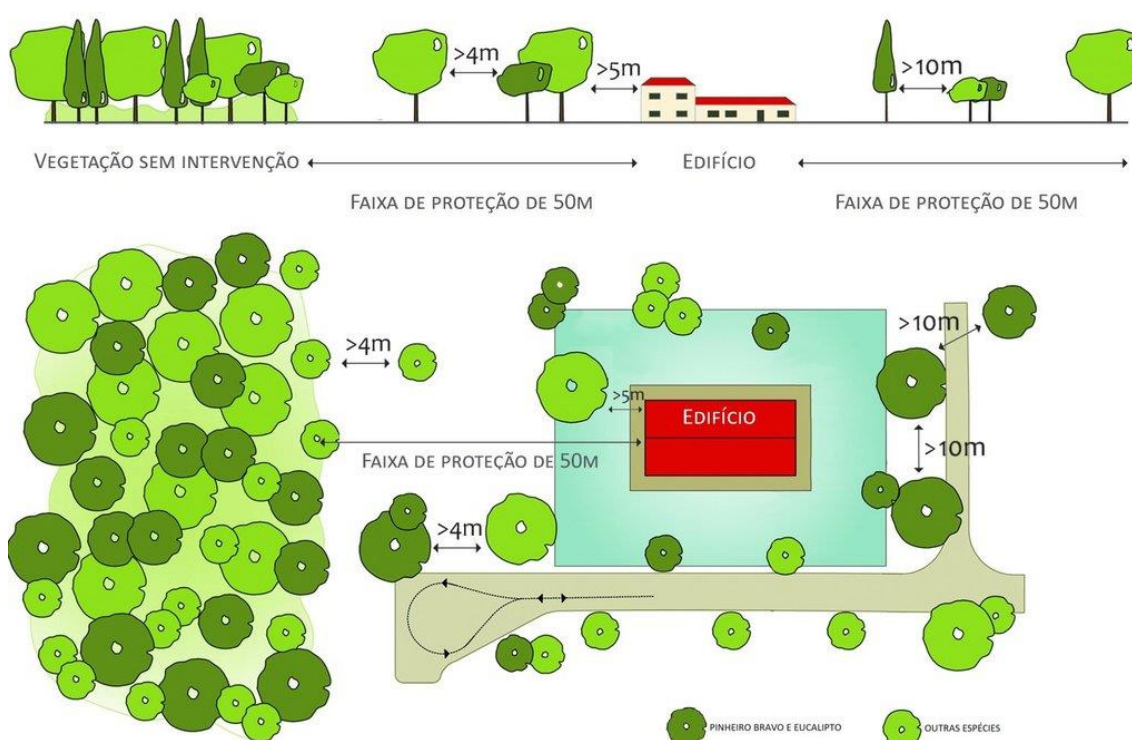 >4m
>5m
>10m
VEGETAÇÃO SEM INTERVENÇÃO
EDIFÍCIO
FAIXA DE PROTEÇÃO DE 50M
FAIXA DE PROTEÇÃO DE 50M
>10m
>4m
>5m
EDIFÍCIO
>10m
FAIXA DE PROTEÇÃO DE 50M
>4m
PINHEIRO BRAVO E EUCALIPTO
OUTRAS ESPÉCIES